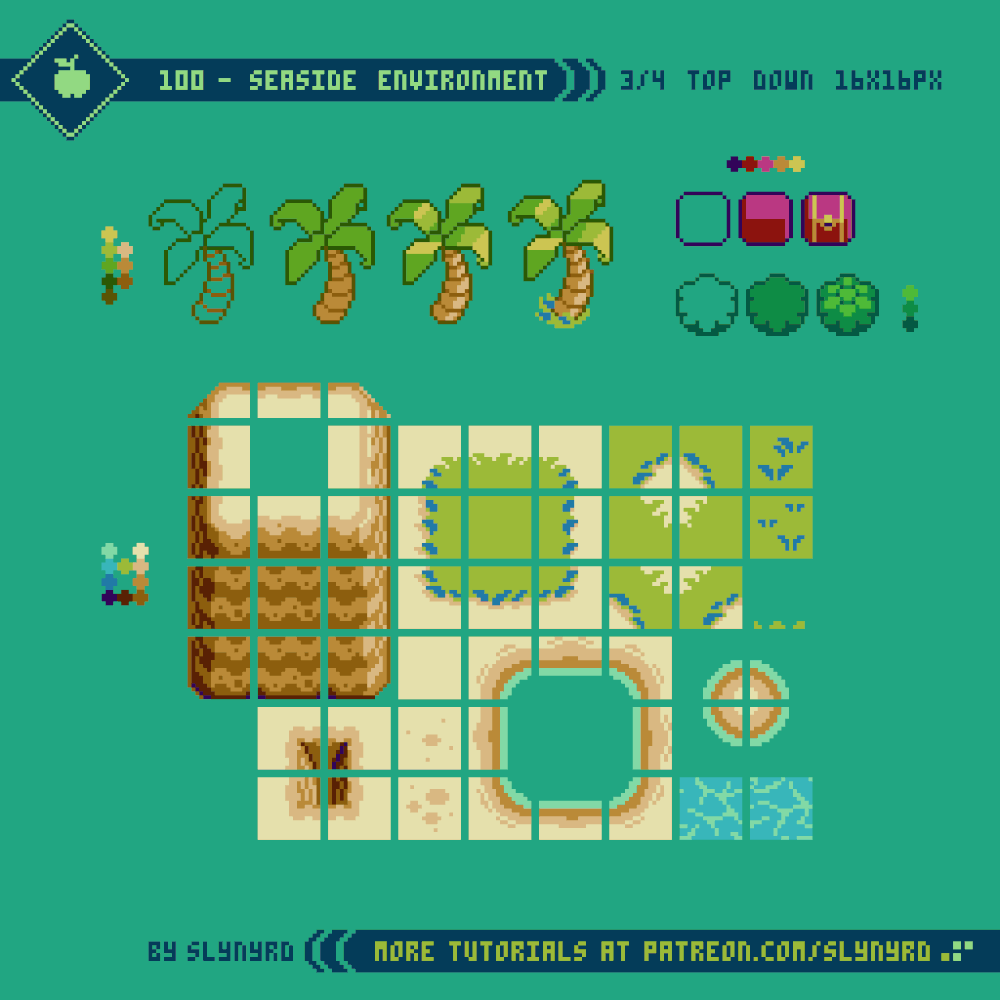 100 - SEASIDE ENVIRONMENT 3/4 TOP DOWN 16X16PX
BY SLYNYRD MORE TUTORIALS AT PATREON.COM/SLYNYRD